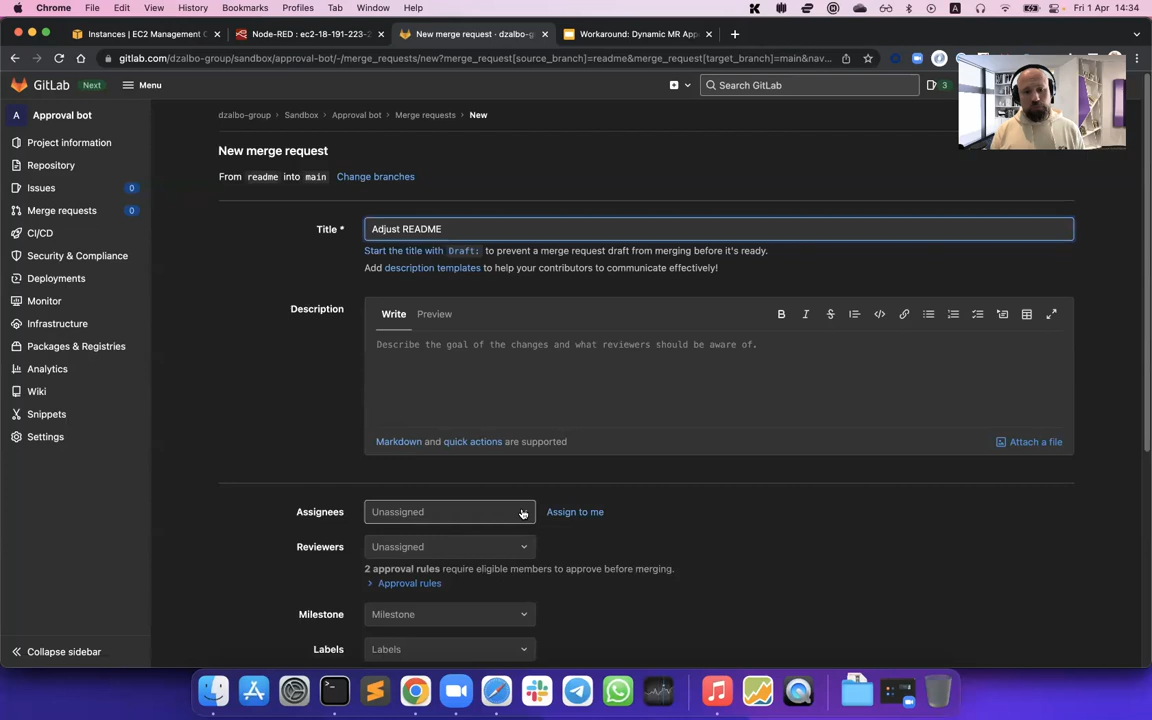 Chrome File Edit View History Bookmarks Profiles Tab Window Help Fri 1 Apr 14:34
Instances | EC2 Management C
Node-RED : ec2-18-191-223-2
New merge request · dzalbo-g
Workaround: Dynamic MR App
gitlab.com/dzalbo-group/sandbox/approval-bot/-/merge_requests/new?merge_request[source_branch]=readme&merge_request[target_branch]=main&nav...
GitLab Next Menu Search GitLab 3
A Approval bot
Project information
Repository
Issues 0
Merge requests 0
CI/CD
Security & Compliance
Deployments
Monitor
Infrastructure
Packages & Registries
Analytics
Wiki
Snippets
Settings
Collapse sidebar
dzalbo-group > Sandbox > Approval bot > Merge requests > New
New merge request
From readme into main Change branches
Title * Adjust README
Start the title with Draft: to prevent a merge request draft from merging before it's ready.
Add description templates to help your contributors to communicate effectively!
Description Write Preview
Describe the goal of the changes and what reviewers should be aware of.
Markdown and quick actions are supported Attach a file
Assignees Unassigned Assign to me
Reviewers Unassigned
2 approval rules require eligible members to approve before merging.
> Approval rules
Milestone Milestone
Labels Labels